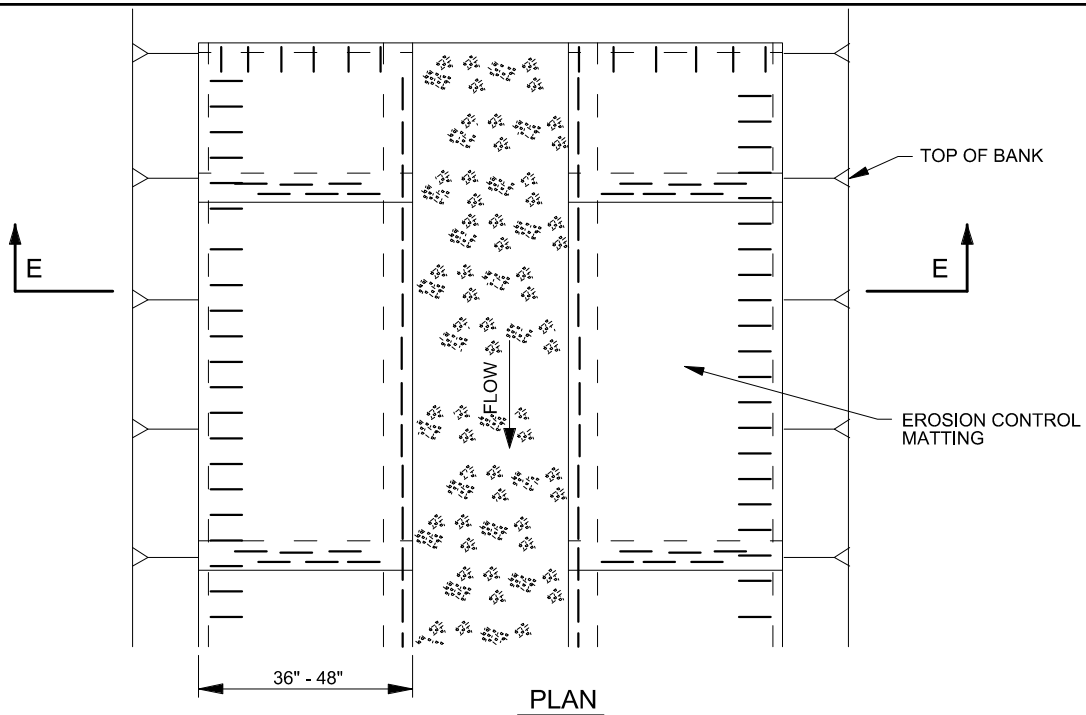 TOP OF BANK
E
E
FLOW
EROSION CONTROL
MATTING
36" - 48"
PLAN